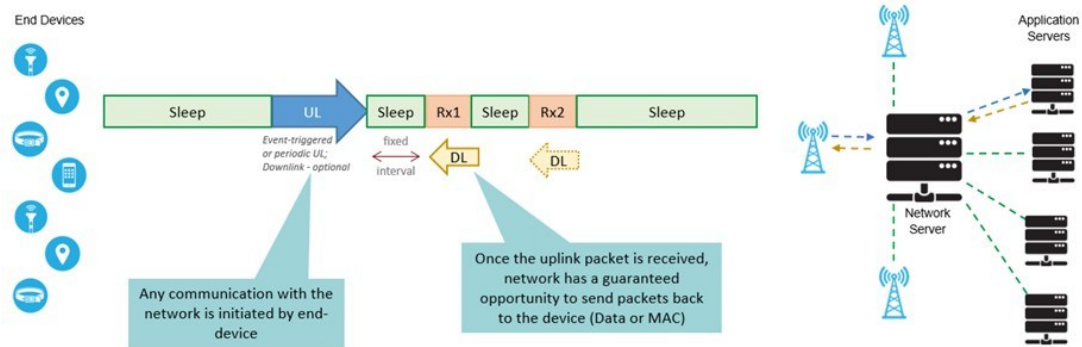 End Devices
Sleep
UL
Sleep
Rx1
Sleep
Rx2
Sleep
Event-triggered
or periodic UL;
Downlink - optional
fixed
interval
DL
DL
Any communication with the
network is initiated by end-
device
Once the uplink packet is received,
network has a guaranteed
opportunity to send packets back
to the device (Data or MAC)
Network
Server
Application
Servers